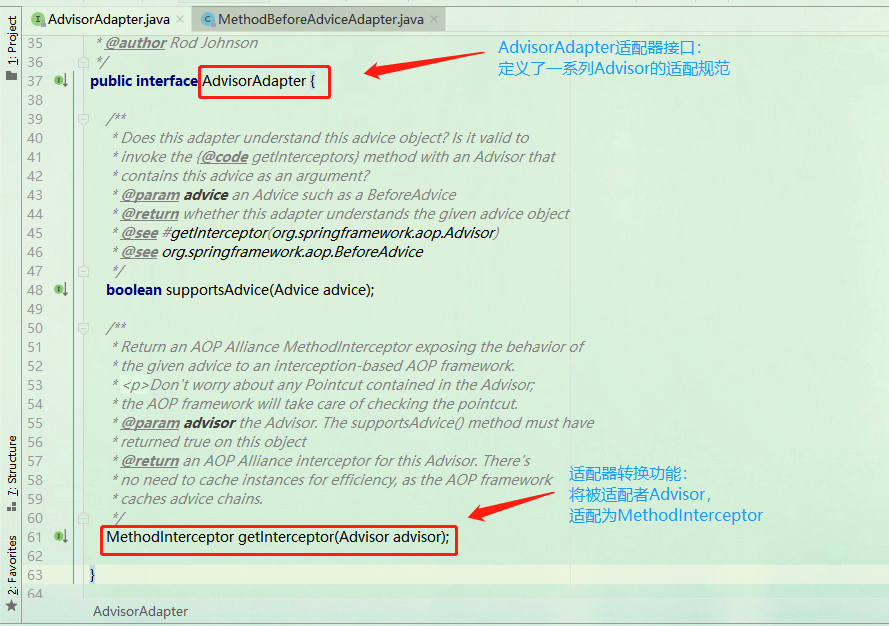 AdvisorAdapter.java × MethodBeforeAdviceAdapter.java ×
1: Project
7: Structure
2: Favorites
35 * @author Rod Johnson
36 */
37 public interface AdvisorAdapter {
AdvisorAdapter适配器接口：
定义了一系列Advisor的适配规范
38
39 /**
40 * Does this adapter understand this advice object? Is it valid to
41 * invoke the {@code getInterceptors} method with an Advisor that
42 * contains this advice as an argument?
43 * @param advice an Advice such as a BeforeAdvice
44 * @return whether this adapter understands the given advice object
45 * @see #getInterceptor(org.springframework.aop.Advisor)
46 * @see org.springframework.aop.BeforeAdvice
47 */
48 boolean supportsAdvice(Advice advice);
49
50 /**
51 * Return an AOP Alliance MethodInterceptor exposing the behavior of
52 * the given advice to an interception-based AOP framework.
53 * <p>Don't worry about any Pointcut contained in the Advisor;
54 * the AOP framework will take care of checking the pointcut.
55 * @param advisor the Advisor. The supportsAdvice() method must have
56 * returned true on this object
57 * @return an AOP Alliance interceptor for this Advisor. There's
58 * no need to cache instances for efficiency, as the AOP framework
59 * caches advice chains.
60 */
适配器转换功能：
将被适配者Advisor，
适配为MethodInterceptor
61 MethodInterceptor getInterceptor(Advisor advisor);
62
63 }
64
AdvisorAdapter